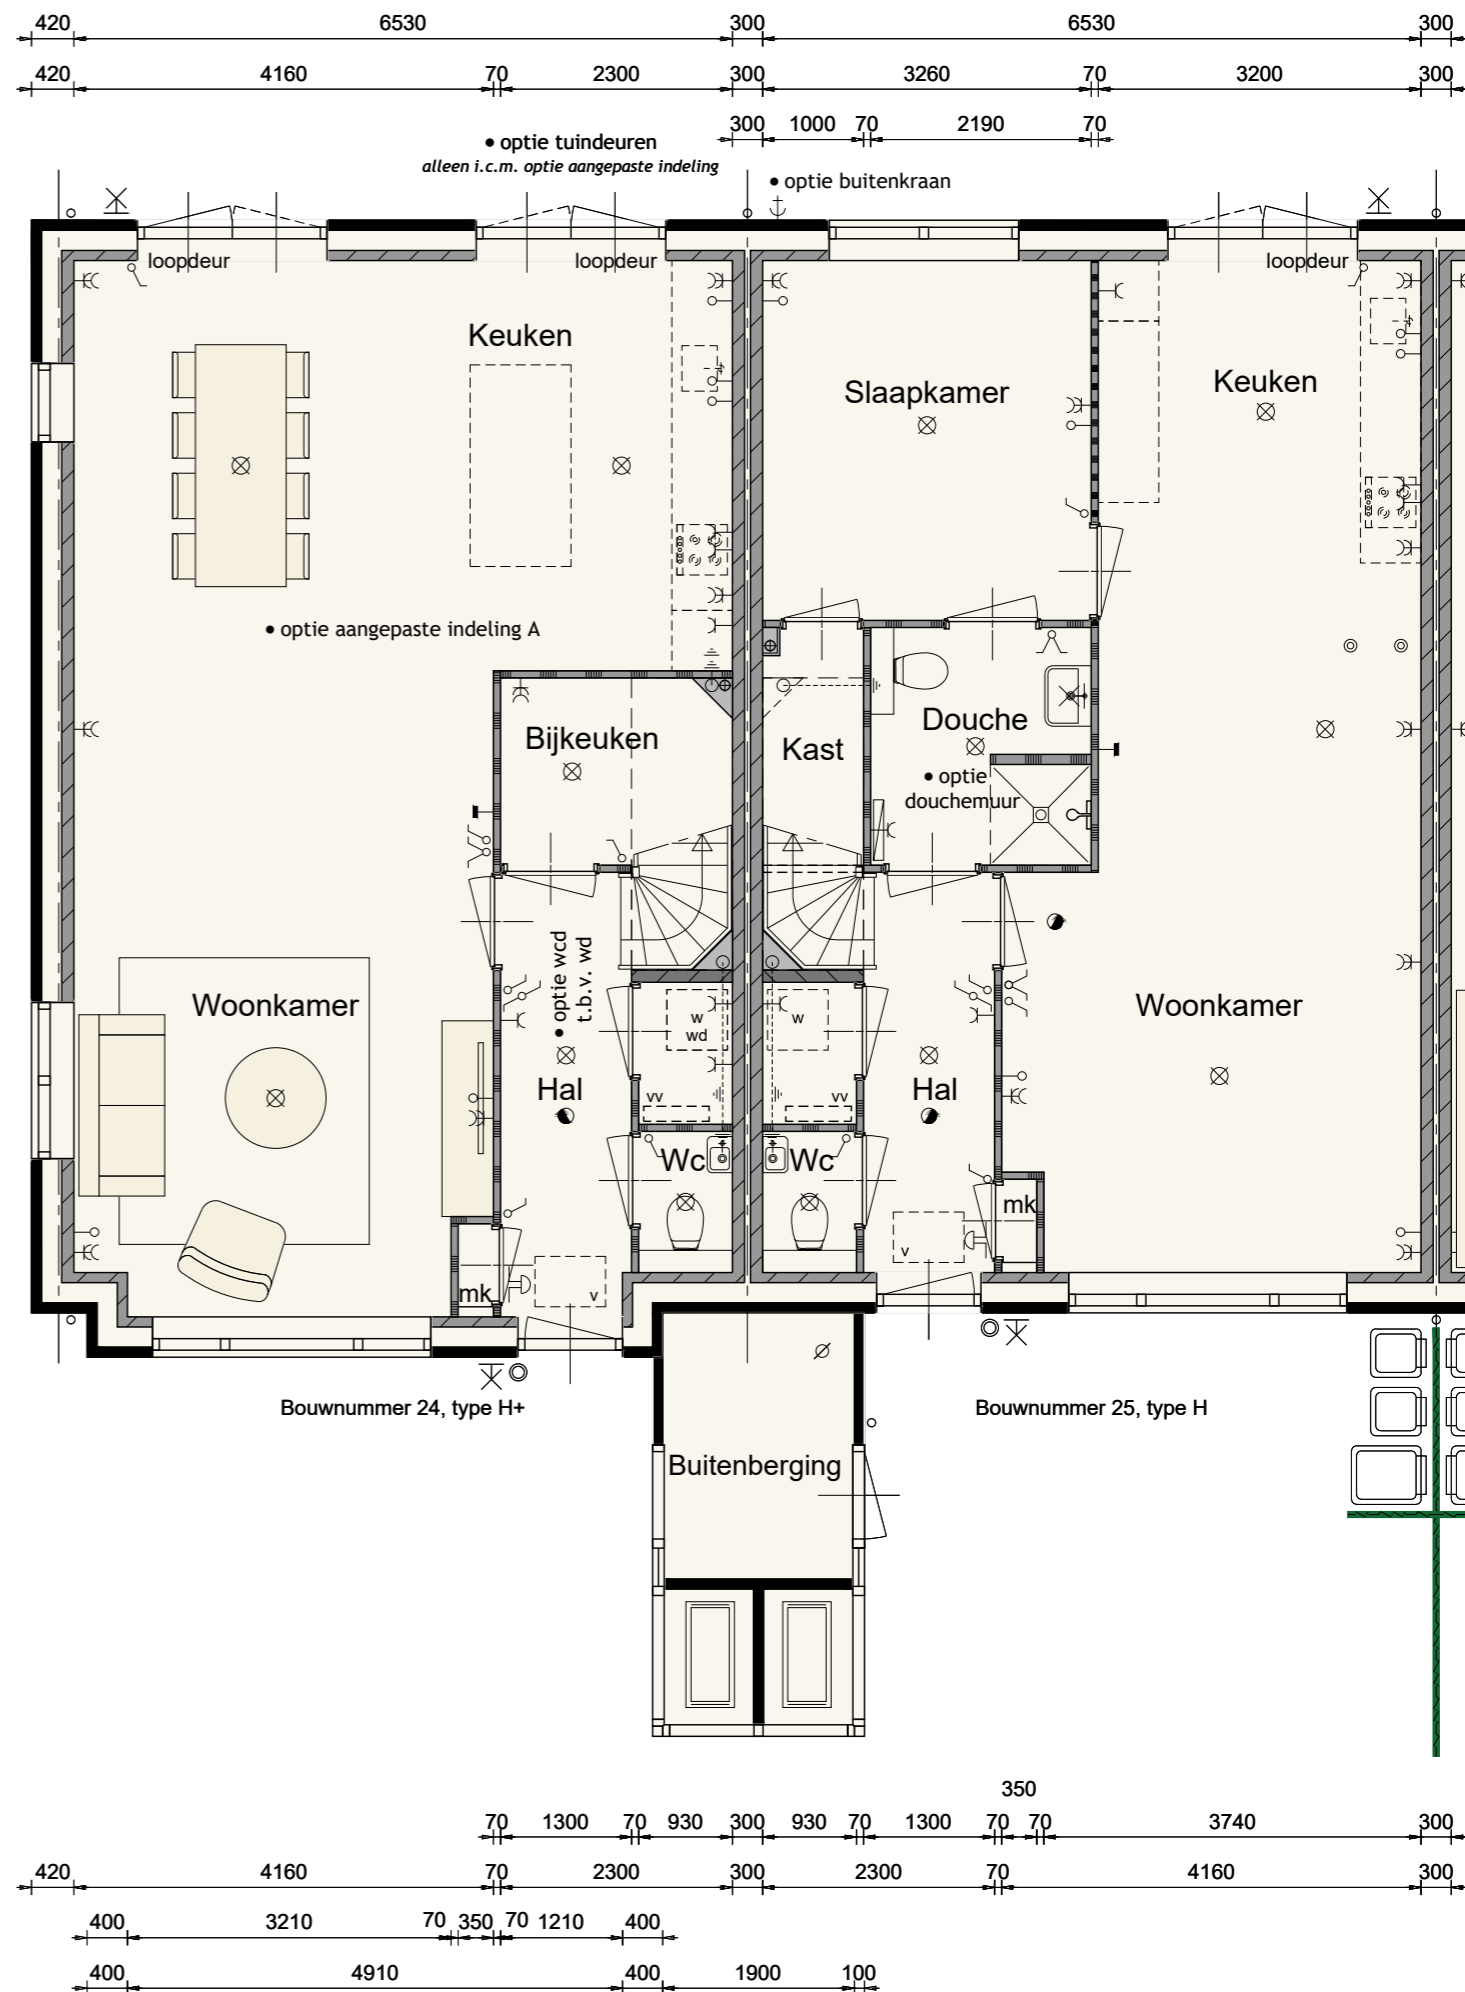 420 6530 300 6530 300
420 4160 70 2300 300 3260 70 3200 300
300 1000 70 2190 70
• optie tuindeuren
alleen i.c.m. optie aangepaste indeling
• optie buitenkraan
loopdeur loopdeur loopdeur
Keuken
Slaapkamer
Keuken
• optie aangepaste indeling A
Bijkeuken
Kast
Douche
• optie
douchemuur
• optie wcd
t.b.v. wd
Woonkamer
w
wd
w
Woonkamer
Hal
vv
vv
Hal
Wc
Wc
mk
v
mk
v
Bouwnummer 24, type H+
Bouwnummer 25, type H
Buitenberging
350
70 1300 70 930 300 930 70 1300 70 70 3740 300
420 4160 70 2300 300 2300 70 4160 300
400 3210 70 350 70 1210 400
400 4910 400 1900 100